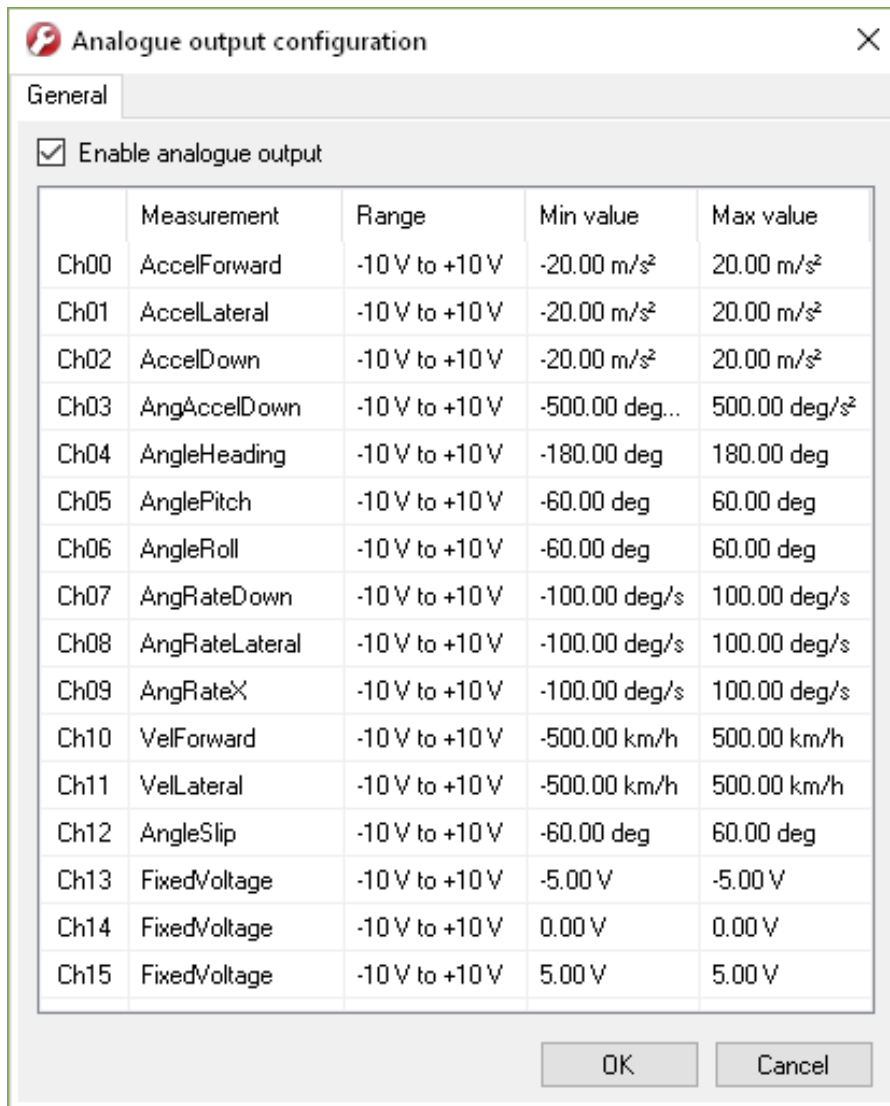 Analogue output configuration
General
Enable analogue output
Measurement Range Min value Max value
Ch00 AccelForward -10 V to +10 V -20.00 m/s² 20.00 m/s²
Ch01 AccelLateral -10 V to +10 V -20.00 m/s² 20.00 m/s²
Ch02 AccelDown -10 V to +10 V -20.00 m/s² 20.00 m/s²
Ch03 AngAccelDown -10 V to +10 V -500.00 deg... 500.00 deg/s²
Ch04 AngleHeading -10 V to +10 V -180.00 deg 180.00 deg
Ch05 AnglePitch -10 V to +10 V -60.00 deg 60.00 deg
Ch06 AngleRoll -10 V to +10 V -60.00 deg 60.00 deg
Ch07 AngRateDown -10 V to +10 V -100.00 deg/s 100.00 deg/s
Ch08 AngRateLateral -10 V to +10 V -100.00 deg/s 100.00 deg/s
Ch09 AngRateX -10 V to +10 V -100.00 deg/s 100.00 deg/s
Ch10 VelForward -10 V to +10 V -500.00 km/h 500.00 km/h
Ch11 VelLateral -10 V to +10 V -500.00 km/h 500.00 km/h
Ch12 AngleSlip -10 V to +10 V -60.00 deg 60.00 deg
Ch13 FixedVoltage -10 V to +10 V -5.00 V -5.00 V
Ch14 FixedVoltage -10 V to +10 V 0.00 V 0.00 V
Ch15 FixedVoltage -10 V to +10 V 5.00 V 5.00 V
OK Cancel